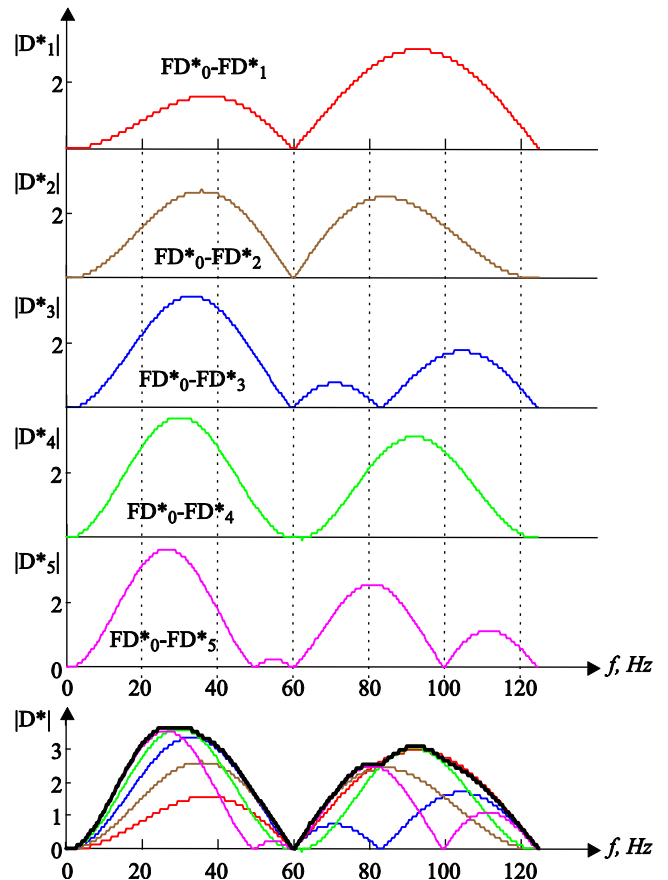 |D*₁|
2
FD*₀-FD*₁
|D*₂|
2
FD*₀-FD*₂
|D*₃|
2
FD*₀-FD*₃
|D*₄|
2
FD*₀-FD*₄
|D*₅|
2
FD*₀-FD*₅
0
0 20 40 60 80 100 120
f, Hz
|D*|
3
2
1
0
0 20 40 60 80 100 120
f, Hz